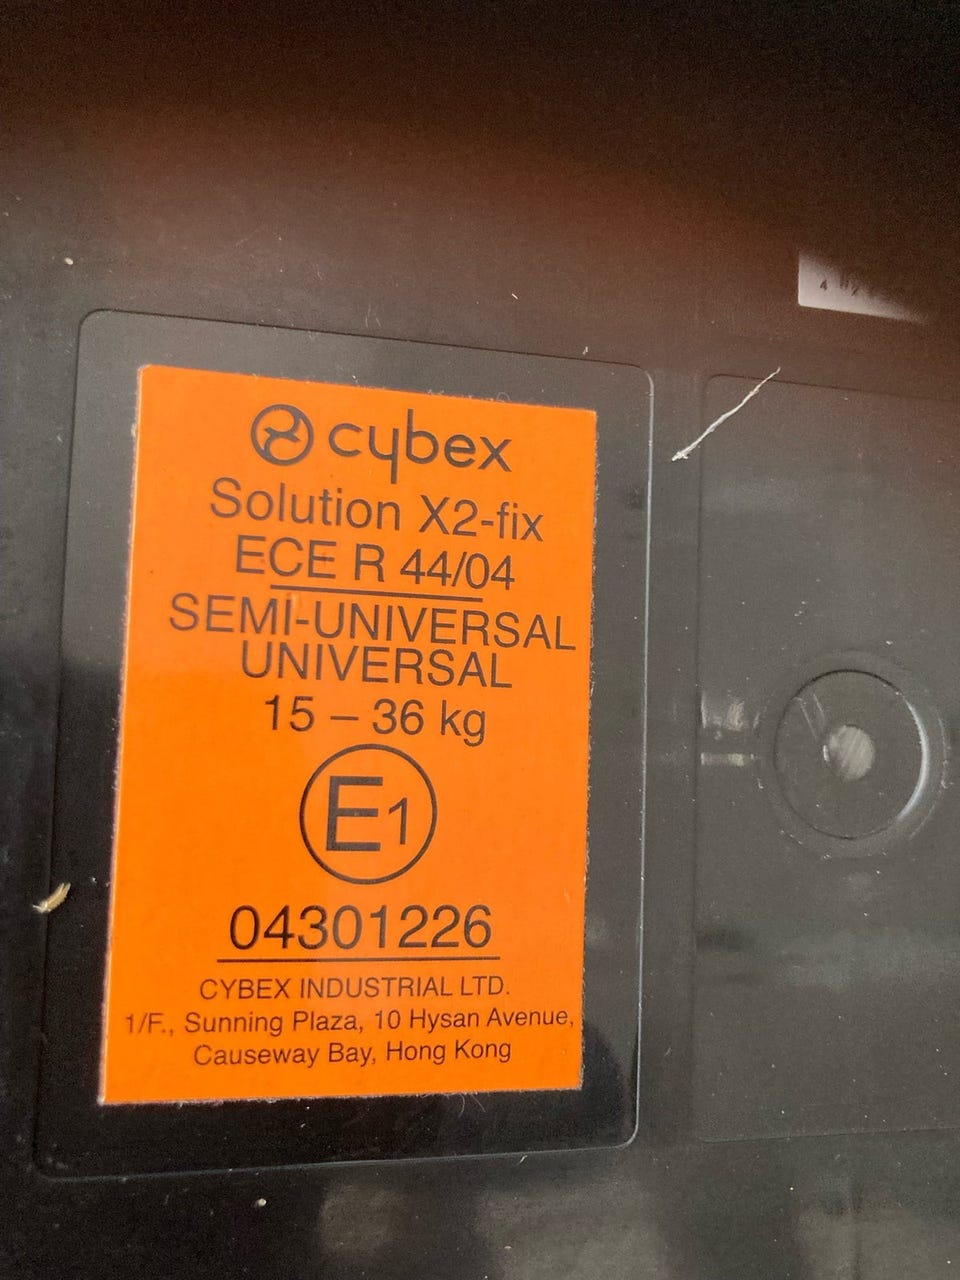 cybex
Solution X2-fix
ECE R 44/04
SEMI-UNIVERSAL
UNIVERSAL
15 – 36 kg
E1
04301226
CYBEX INDUSTRIAL LTD.
1/F., Sunning Plaza, 10 Hysan Avenue,
Causeway Bay, Hong Kong